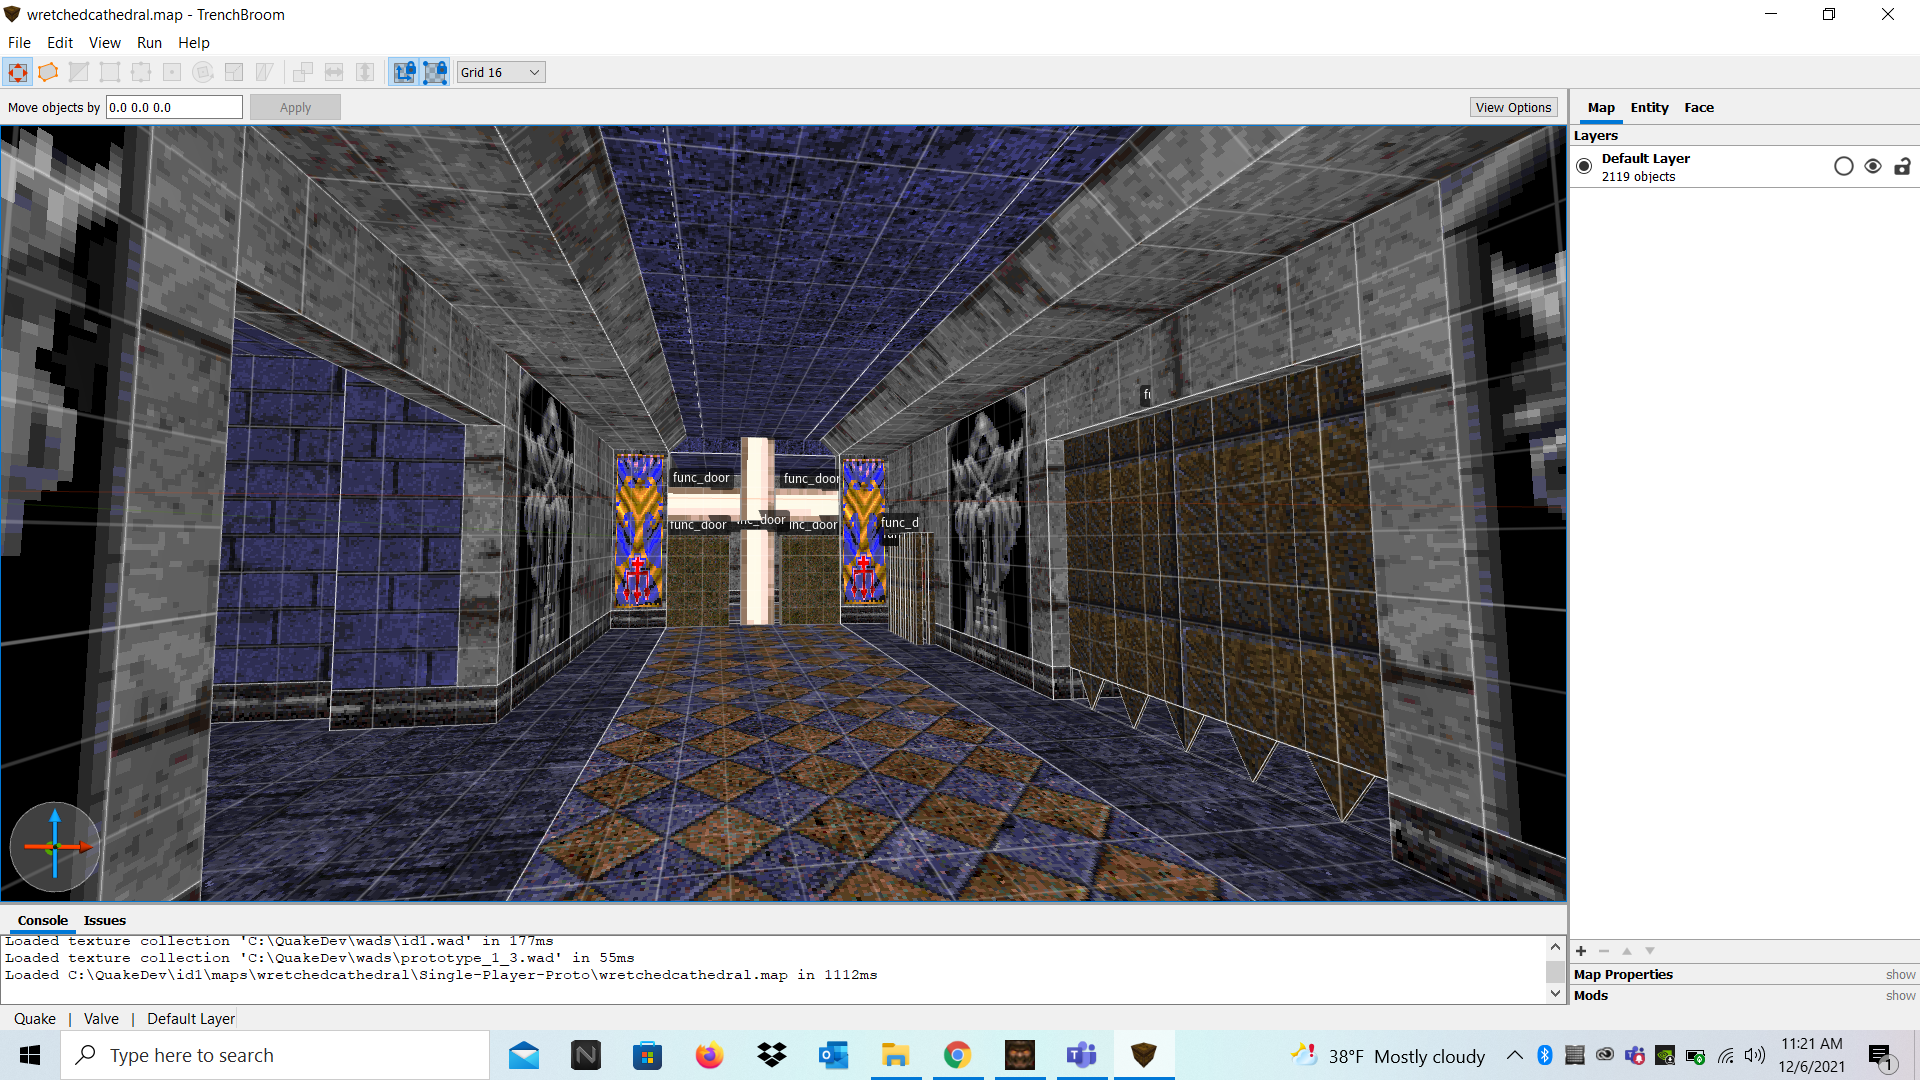 wretchedcathedral.map - TrenchBroom
File Edit View Run Help
Grid 16
Move objects by 0.0 0.0 0.0 Apply View Options
Map Entity Face
Layers
Default Layer
2119 objects
func_door func_door
func_door nc_door nc_door func_d
Console Issues
Loaded texture collection 'C:\QuakeDev\wads\id1.wad' in 177ms
Loaded texture collection 'C:\QuakeDev\wads\prototype_1_3.wad' in 55ms
Loaded C:\QuakeDev\id1\maps\wretchedcathedral\Single-Player-Proto\wretchedcathedral.map in 1112ms
Map Properties show
Mods show
Quake | Valve | Default Layer
Type here to search
38°F Mostly cloudy
11:21 AM
12/6/2021
1